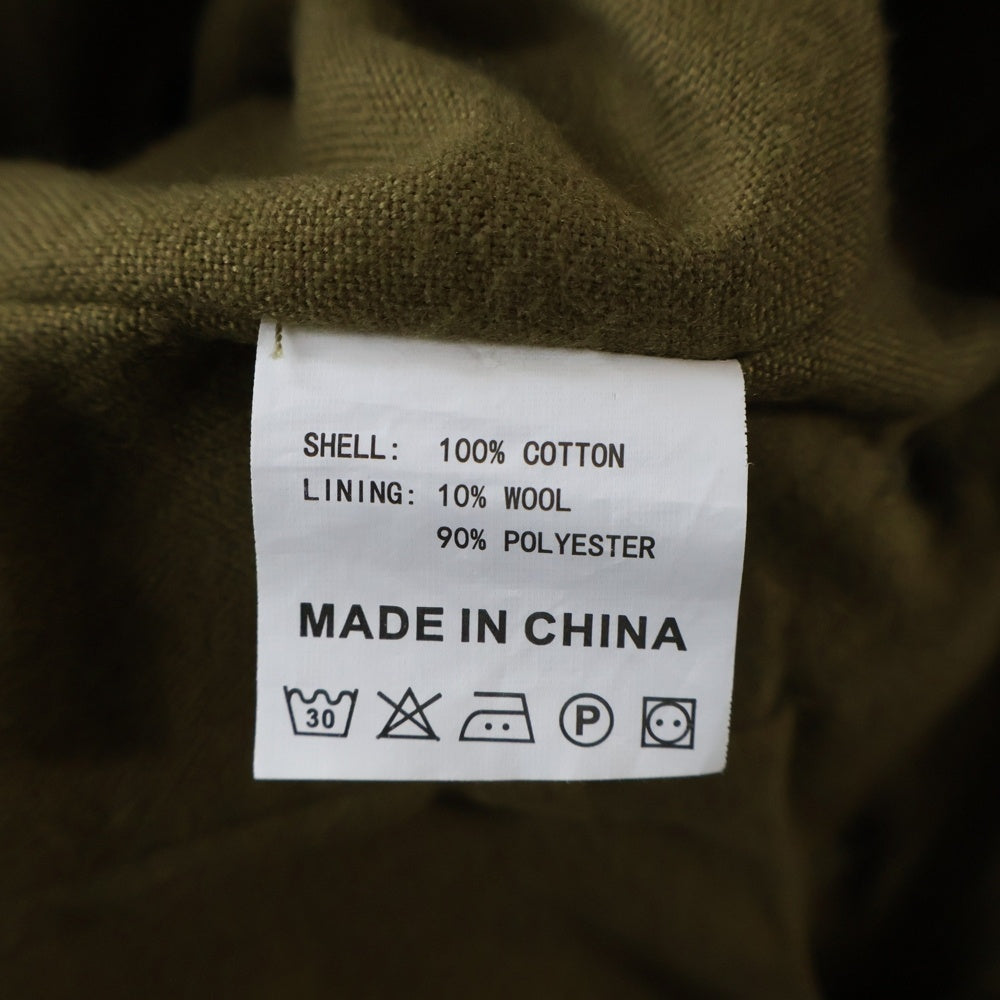 SHELL: 100% COTTON
LINING: 10% WOOL
90% POLYESTER
MADE IN CHINA
30 P